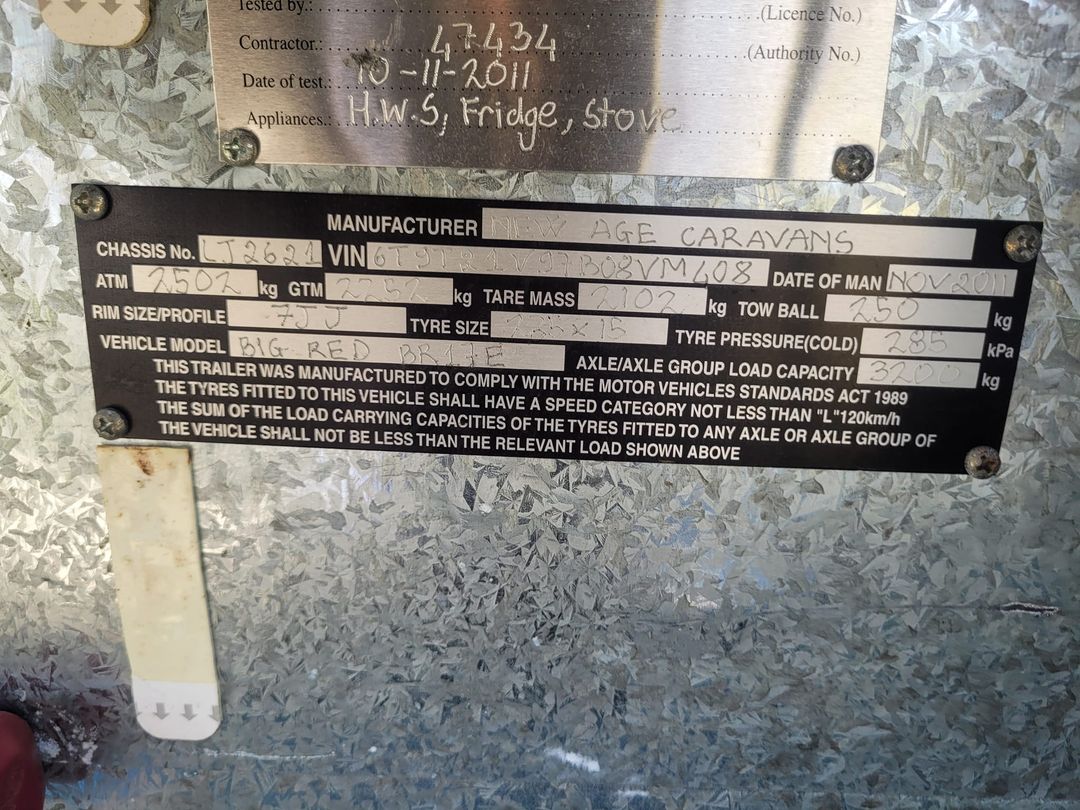 Tested by.:
(Licence No.)
Contractor.: 47434 (Authority No.)
Date of test.: 10-11-2011
Appliances.: H.W.S, Fridge, Stove
MANUFACTURER NEW AGE CARAVANS
CHASSIS No. LJ2621 VIN 6T9T21V97B08VM408 DATE OF MAN NOV 2011
ATM 2502 kg GTM 2252 kg TARE MASS 2102 kg TOW BALL 250 kg
RIM SIZE/PROFILE 7JJ TYRE SIZE 225x15 TYRE PRESSURE(COLD) 285 kPa
VEHICLE MODEL BIG RED BR17E AXLE/AXLE GROUP LOAD CAPACITY 3200 kg
THIS TRAILER WAS MANUFACTURED TO COMPLY WITH THE MOTOR VEHICLES STANDARDS ACT 1989
THE TYRES FITTED TO THIS VEHICLE SHALL HAVE A SPEED CATEGORY NOT LESS THAN "L"120km/h
THE SUM OF THE LOAD CARRYING CAPACITIES OF THE TYRES FITTED TO ANY AXLE OR AXLE GROUP OF
THE VEHICLE SHALL NOT BE LESS THAN THE RELEVANT LOAD SHOWN ABOVE